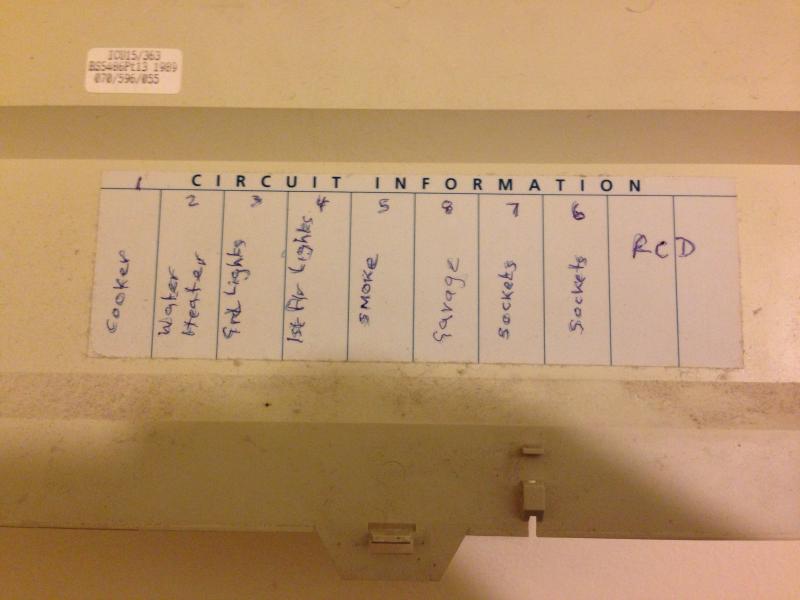 ICU15/363
BS5486Pt13 1989
070/596/055
CIRCUIT INFORMATION
1
Cooker
2
Water
Heater
3
Grd Lights
4
1st Flr Lights
5
SMOKE
8
Garage
7
Sockets
6
Sockets
RCD